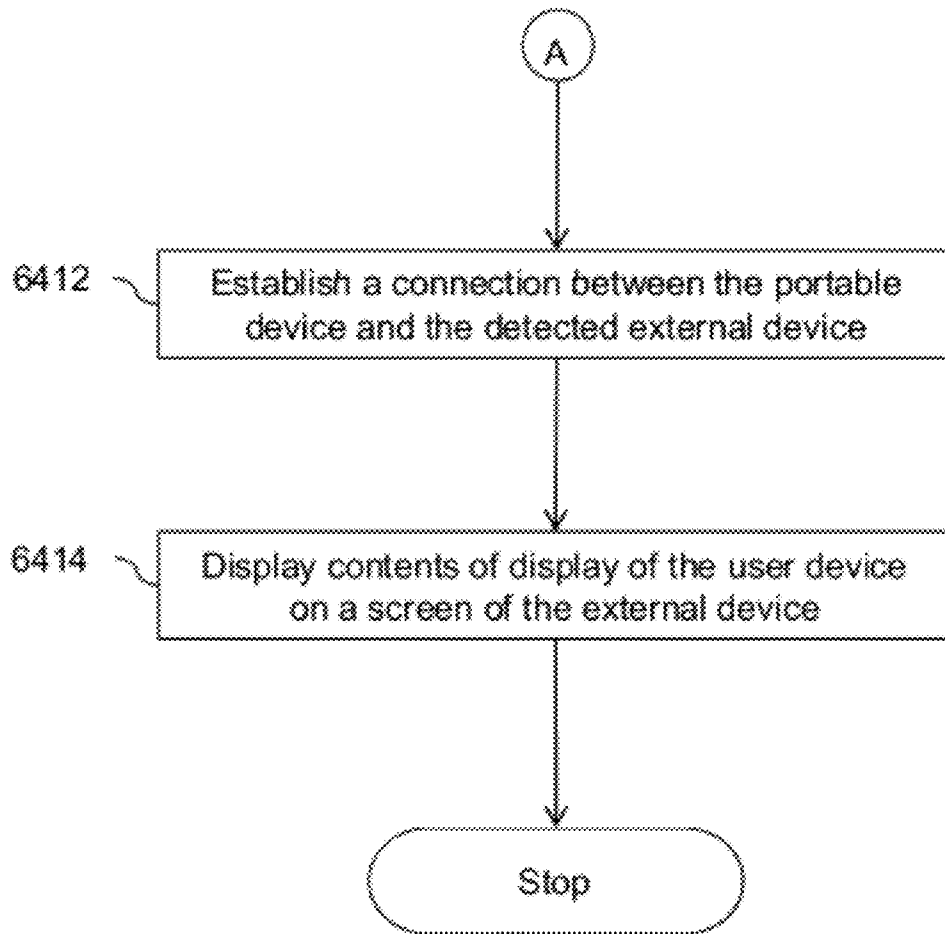 A
6412
Establish a connection between the portable
device and the detected external device
6414
Display contents of display of the user device
on a screen of the external device
Stop